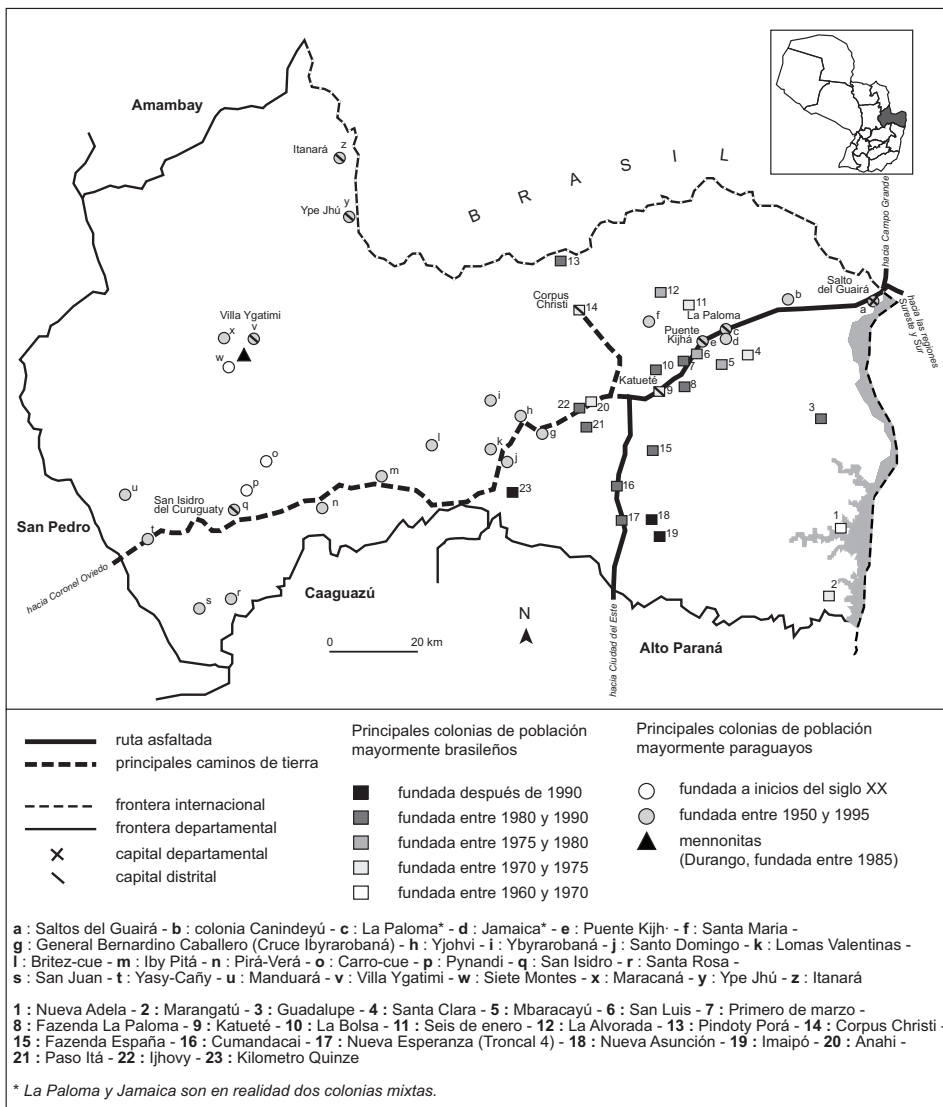 Amambay
Itanará
z
Ype Jhú
y
B R A S I L
hacia Campo Grande
hacia las regiones
Sureste y Sur
Salto
del Guairá
a
b
13
Corpus
Christi
14
12
11
La Paloma
f
c
d
Puente
Kijhá
e
6
5
4
7
10
8
Katueté
9
Villa Ygatimi
x
v
w
i
h
g
22
20
21
3
l
k
j
m
23
15
16
17
18
19
1
2
o
p
San Isidro
del Curuguaty
q
n
u
t
San Pedro
hacia Coronel Oviedo
s
r
Caaguazú
N
0 20 km
hacia Ciudad del Este
Alto Paraná
ruta asfaltada
principales caminos de tierra
frontera internacional
frontera departamental
capital departamental
capital distrital
Principales colonias de población
mayormente brasileños
fundada después de 1990
fundada entre 1980 y 1990
fundada entre 1975 y 1980
fundada entre 1970 y 1975
fundada entre 1960 y 1970
Principales colonias de población
mayormente paraguayos
fundada a inicios del siglo XX
fundada entre 1950 y 1995
mennonitas
(Durango, fundada entre 1985)
a : Saltos del Guairá - b : colonia Canindeyú - c : La Paloma* - d : Jamaica* - e : Puente Kijh· - f : Santa Maria -
g : General Bernardino Caballero (Cruce Ibyrarobaná) - h : Yjohvi - i : Ybyrarobaná - j : Santo Domingo - k : Lomas Valentinas -
l : Britez-cue - m : Iby Pitá - n : Pirá-Verá - o : Carro-cue - p : Pynandi - q : San Isidro - r : Santa Rosa -
s : San Juan - t : Yasy-Cañy - u : Manduará - v : Villa Ygatimi - w : Siete Montes - x : Maracaná - y : Ype Jhú - z : Itanará
1 : Nueva Adela - 2 : Marangatú - 3 : Guadalupe - 4 : Santa Clara - 5 : Mbaracayú - 6 : San Luis - 7 : Primero de marzo -
8 : Fazenda La Paloma - 9 : Katueté - 10 : La Bolsa - 11 : Seis de enero - 12 : La Alvorada - 13 : Pindoty Porá - 14 : Corpus Christi -
15 : Fazenda España - 16 : Cumandacai - 17 : Nueva Esperanza (Troncal 4) - 18 : Nueva Asunción - 19 : Imaipó - 20 : Anahi -
21 : Paso Itá - 22 : Ijhovy - 23 : Kilometro Quinze
* La Paloma y Jamaica son en realidad dos colonias mixtas.